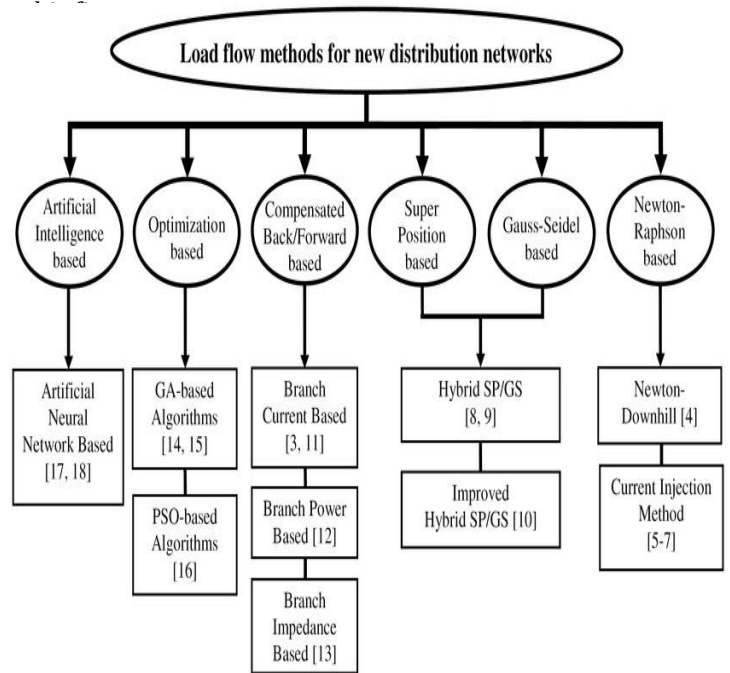 Load flow methods for new distribution networks
Artificial
Intelligence
based
Optimization
based
Compensated
Back/Forward
based
Super
Position
based
Gauss-Seidel
based
Newton-
Raphson
based
Artificial
Neural
Network Based
[17, 18]
GA-based
Algorithms
[14, 15]
PSO-based
Algorithms
[16]
Branch
Current Based
[3, 11]
Branch Power
Based [12]
Branch
Impedance
Based [13]
Hybrid SP/GS
[8, 9]
Improved
Hybrid SP/GS [10]
Newton-
Downhill [4]
Current Injection
Method
[5-7]